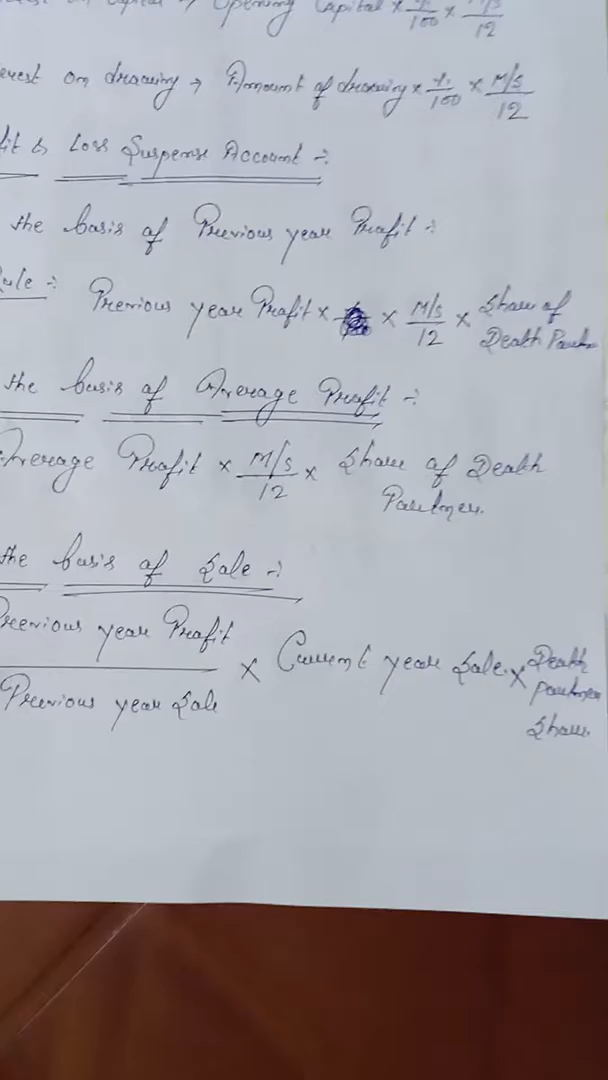 Opening Capital × %/100 × M/s/12
erest on drawing → Amount of drawing × %/100 × M/s/12
fit & Loss Suspense Account :-
the basis of Previous year Profit :-
Rule :- Previous year Profit × × M/s/12 × Share of Death Partner
the basis of Average Profit :-
Average Profit × M/s/12 × Share of Death Partner.
the basis of Sale :-
Previous year Profit/Previous year Sale × Current year Sale × Death Partner Share.